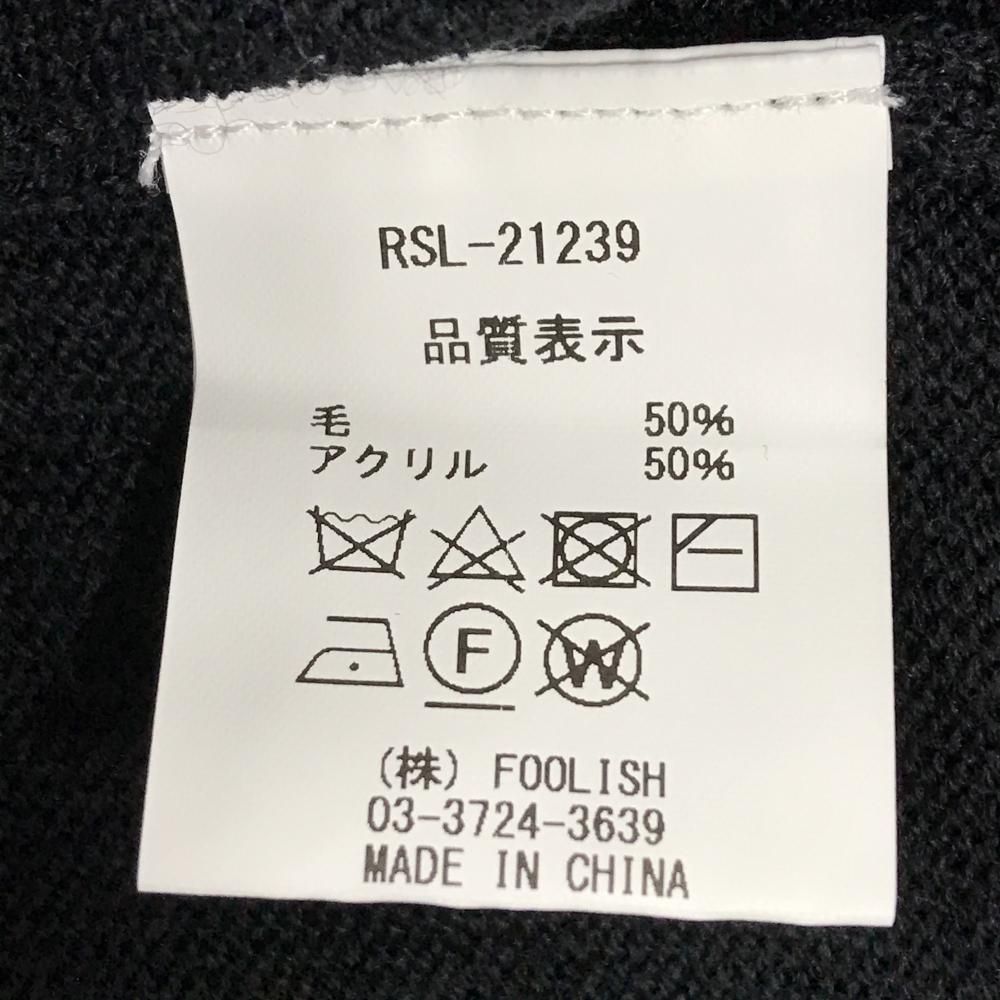 RSL-21239
品質表示
毛 50%
アクリル 50%
F W
(株) FOOLISH
03-3724-3639
MADE IN CHINA